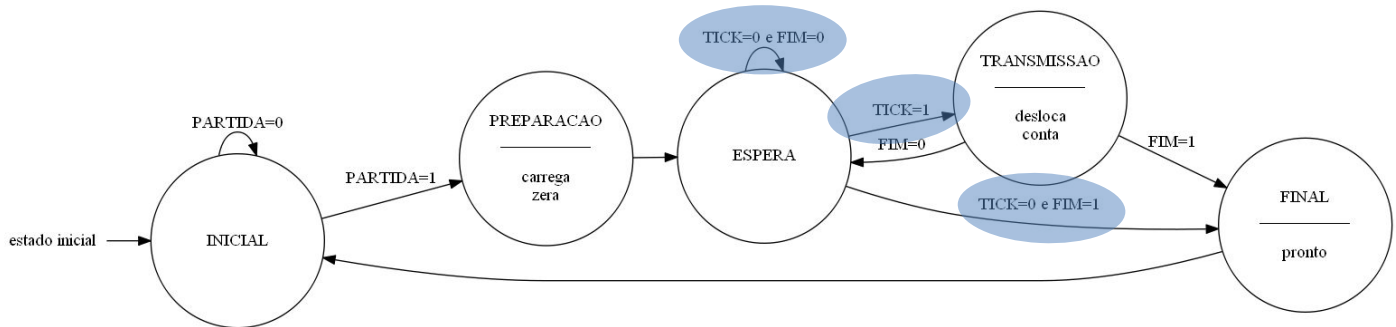 TICK=0 e FIM=0
TRANSMISSAO
desloca
conta
TICK=1
PREPARACAO
carrega
zera
PARTIDA=0
ESPERA
FIM=0
FIM=1
PARTIDA=1
TICK=0 e FIM=1
FINAL
pronto
estado inicial
INICIAL